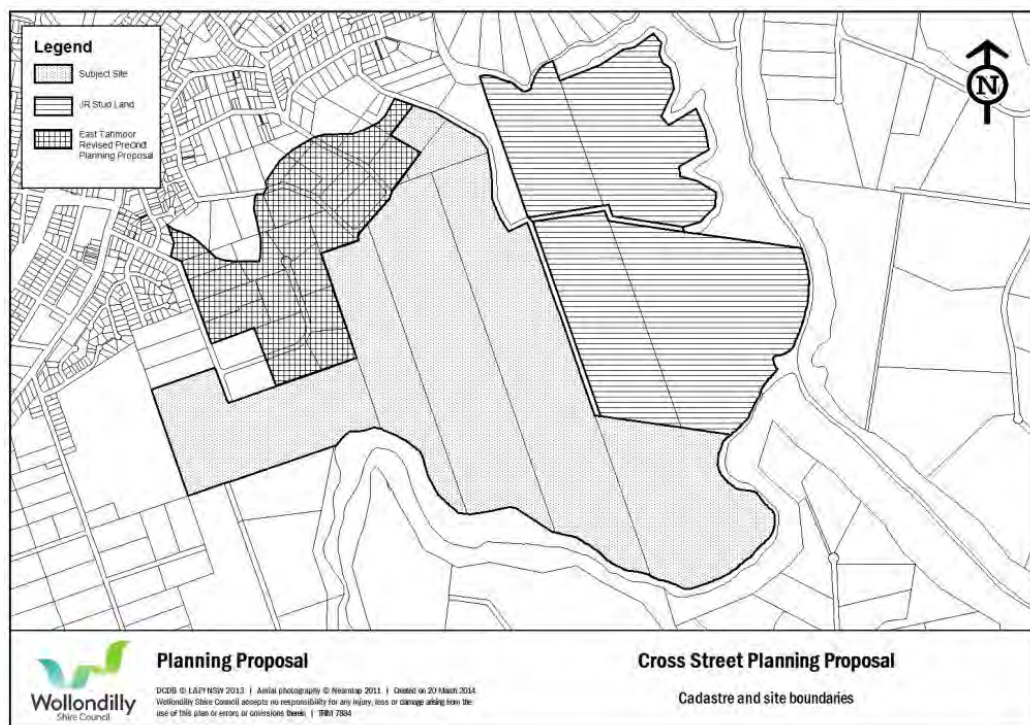 Legend
Subject Site
JR Stud Land
East Tahmoor
Revised Precinct
Planning Proposal
N
Wollondilly
Shire Council
Planning Proposal
DCDB © L&PI NSW 2013 | Aerial photography © Nearmap 2011 | Created on 20 March 2014
Wollondilly Shire Council accepts no responsibility for any injury, loss or damage arising from the
use of this plan or errors or omissions therein | TRIM 7884
Cross Street Planning Proposal
Cadastre and site boundaries